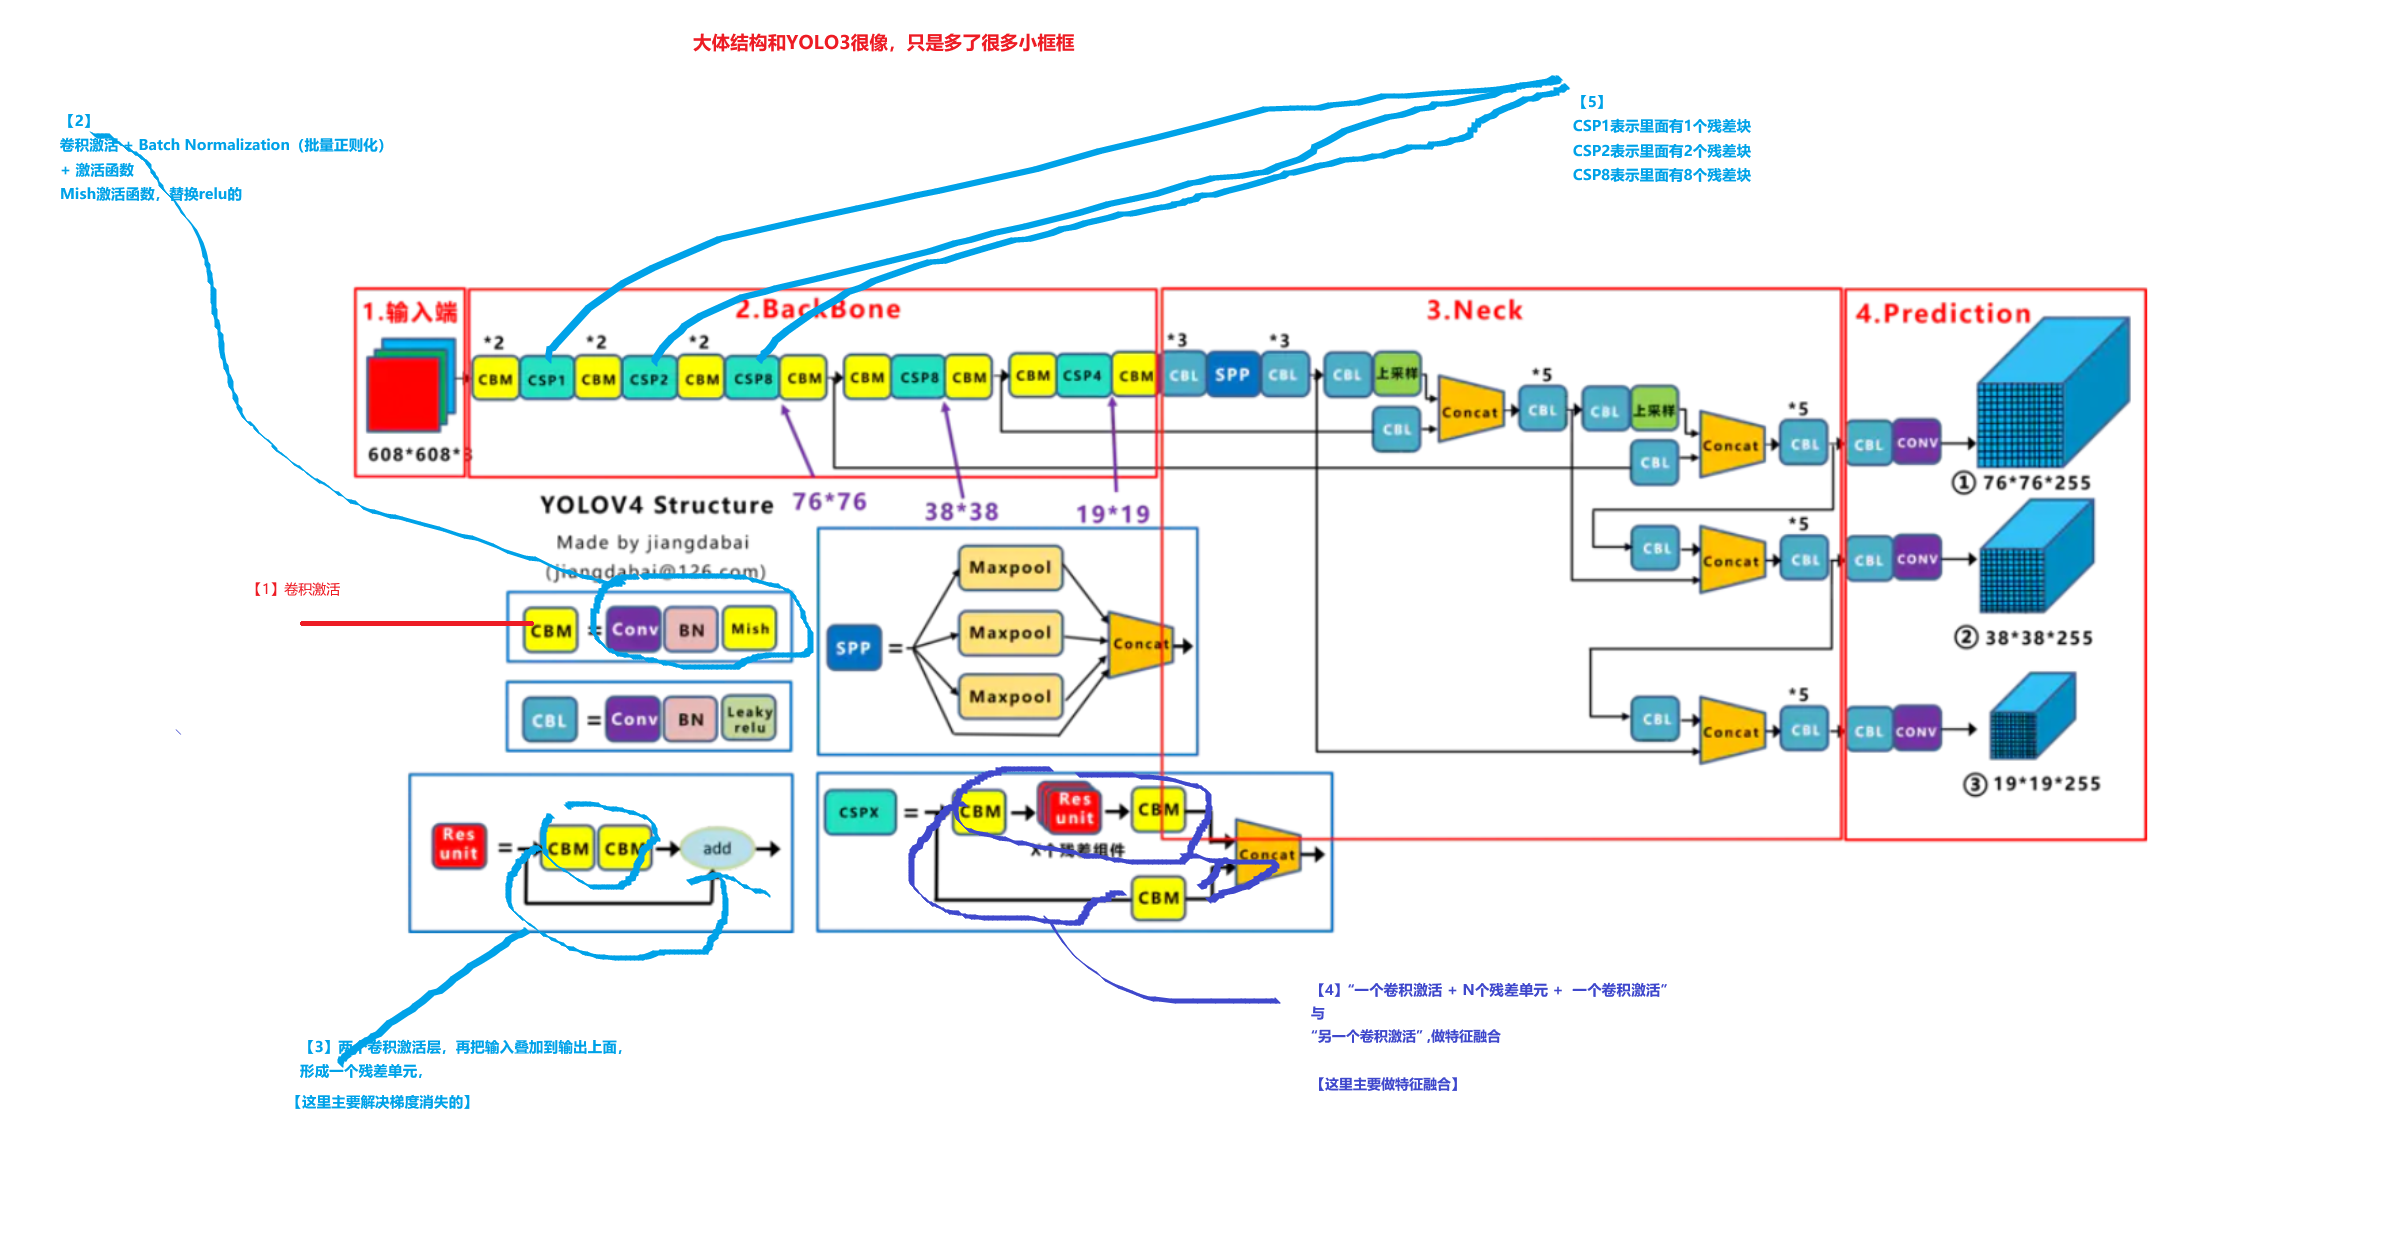 大体结构和YOLO3很像，只是多了很多小框框
【2】
卷积激活 + Batch Normalization（批量正则化）
+ 激活函数
Mish激活函数，替换relu的
【5】
CSP1表示里面有1个残差块
CSP2表示里面有2个残差块
CSP8表示里面有8个残差块
1.输入端
2.BackBone
3.Neck
4.Prediction
*2 *2 *2 *3 *3
CBM CSP1 CBM CSP2 CBM CSP8 CBM CBM CSP8 CBM CBM CSP4 CBM CBL SPP CBL CBL 上采样
CBL
Concat
*5
CBL CBL 上采样
CBL
Concat
*5
CBL CBL CONV
608*608*3
① 76*76*255
YOLOV4 Structure
76*76
38*38
19*19
Made by jiangdabai
(jiangdabai@126.com)
CBL
Concat
*5
CBL CBL CONV
② 38*38*255
【1】卷积激活
CBM = Conv BN Mish
CBL = Conv BN Leaky
relu
SPP =
Maxpool
Maxpool
Maxpool
Concat
CBL
Concat
*5
CBL CBL CONV
③ 19*19*255
Res
unit
= CBM CBM add
CSPX = CBM Res
unit
CBM
X个残差组件
CBM
Concat
【4】“一个卷积激活 + N个残差单元 + 一个卷积激活”
与
“另一个卷积激活” ,做特征融合
【这里主要做特征融合】
【3】两个卷积激活层，再把输入叠加到输出上面，
形成一个残差单元，
【这里主要解决梯度消失的】